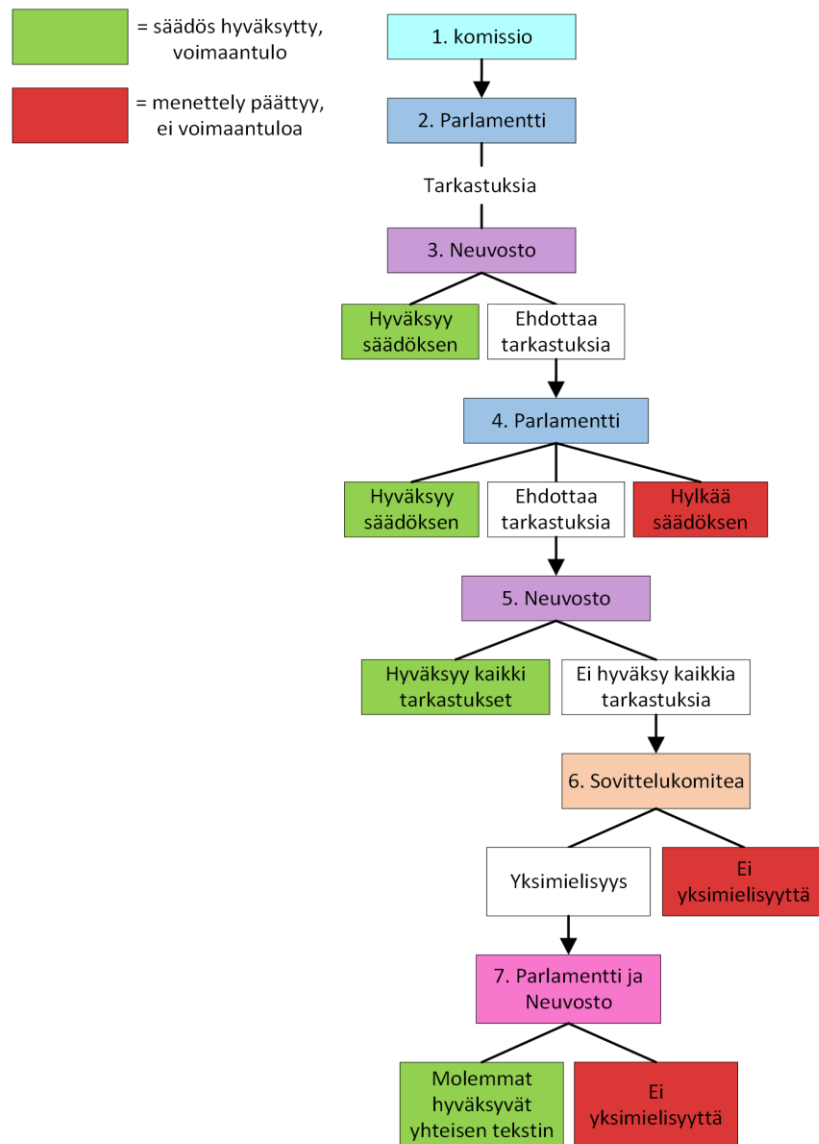 = säädös hyväksytty,
voimaantulo
= menettely päättyy,
ei voimaantuloa
1. komissio
2. Parlamentti
Tarkastuksia
3. Neuvosto
Hyväksyy
säädöksen
Ehdottaa
tarkastuksia
4. Parlamentti
Hyväksyy
säädöksen
Ehdottaa
tarkastuksia
Hylkää
säädöksen
5. Neuvosto
Hyväksyy kaikki
tarkastukset
Ei hyväksy kaikkia
tarkastuksia
6. Sovittelukomitea
Yksimielisyys
Ei
yksimielisyyttä
7. Parlamentti ja
Neuvosto
Molemmat
hyväksyvät
yhteisen tekstin
Ei
yksimielisyyttä